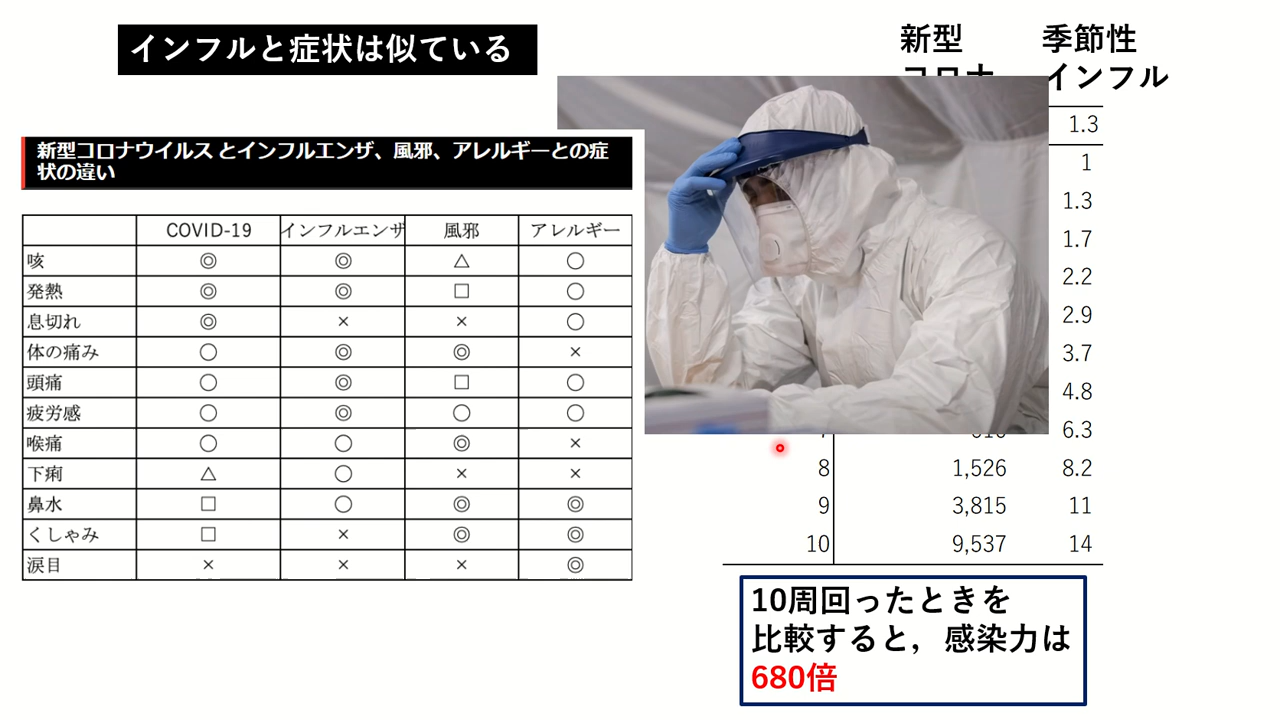 インフルと症状は似ている
新型コロナウイルス とインフルエンザ、風邪、アレルギーとの症
状の違い
COVID-19 インフルエンザ 風邪 アレルギー
咳 ◎ ◎ △ 〇
発熱 ◎ ◎ □ 〇
息切れ ◎ × × 〇
体の痛み 〇 ◎ ◎ ×
頭痛 〇 ◎ □ 〇
疲労感 〇 ◎ 〇 〇
喉痛 〇 〇 ◎ ×
下痢 △ 〇 × ×
鼻水 □ 〇 ◎ ◎
くしゃみ □ × ◎ ◎
涙目 × × × ◎
新型 季節性
コロナ インフル
1.3
1
1.3
1.7
2.2
2.9
3.7
4.8
6.3
8 1,526 8.2
9 3,815 11
10 9,537 14
10周回ったときを
比較すると，感染力は
680倍